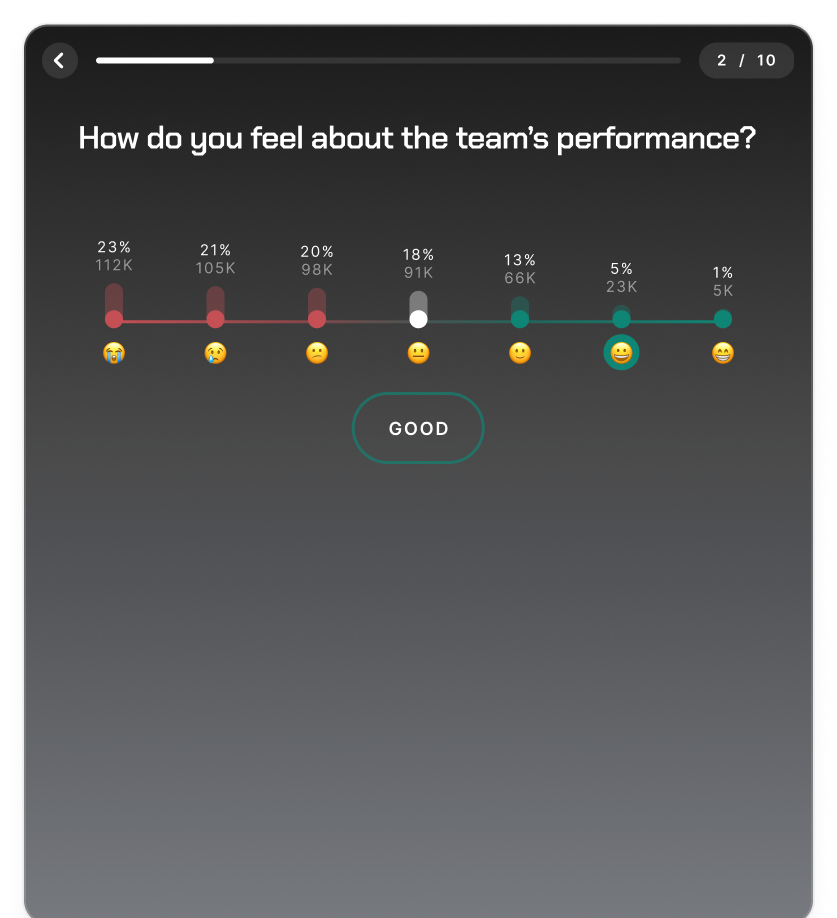 2 / 10
How do you feel about the team’s performance?
23%
112K
21%
105K
20%
98K
18%
91K
13%
66K
5%
23K
1%
5K
GOOD